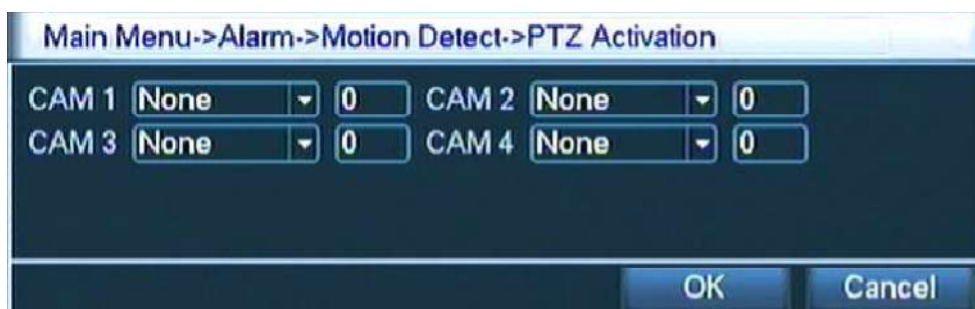 Main Menu->Alarm->Motion Detect->PTZ Activation
CAM 1 None 0 CAM 2 None 0
CAM 3 None 0 CAM 4 None 0
OK Cancel